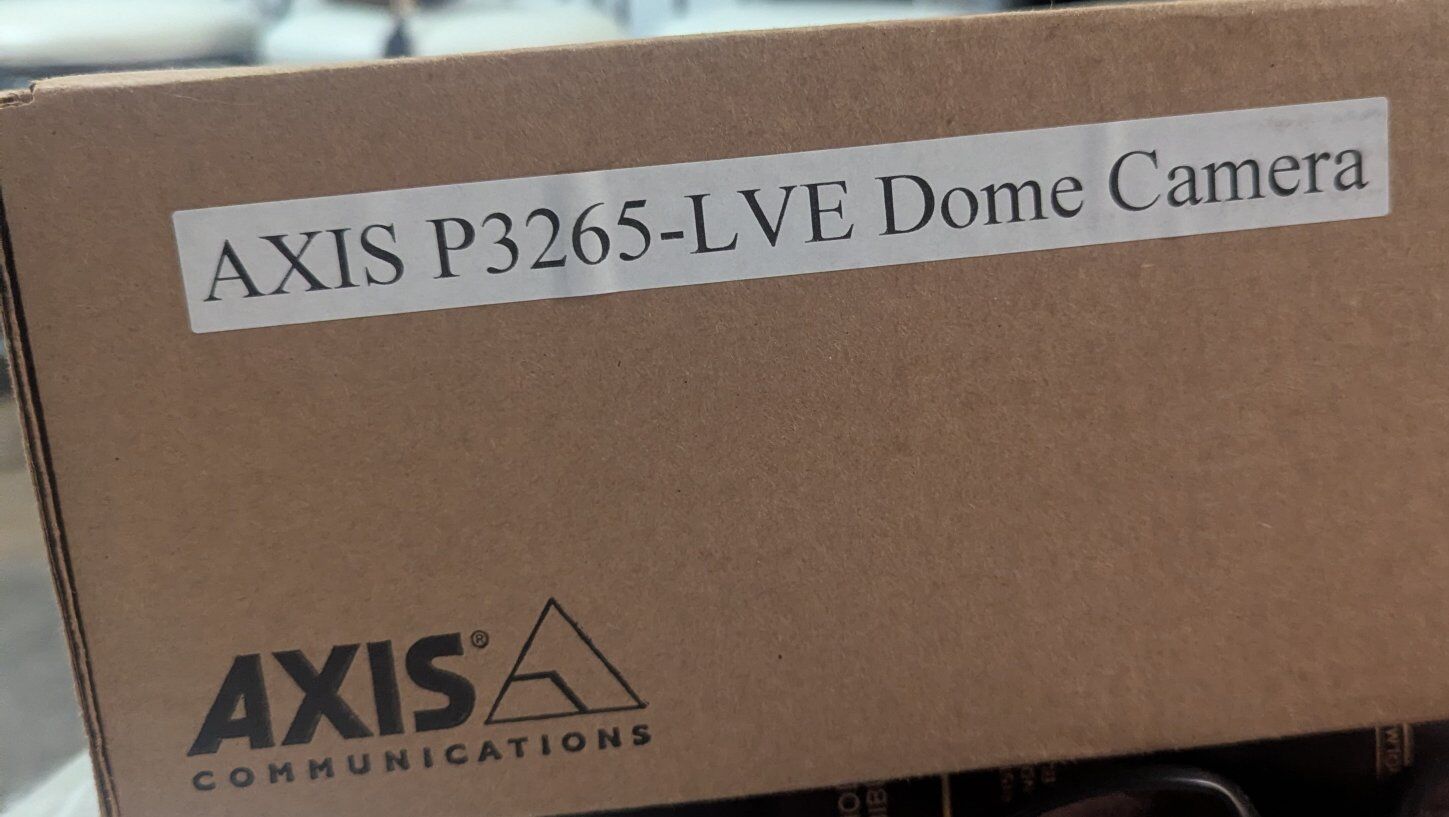 AXIS P3265-LVE Dome Camera
AXIS®
COMMUNICATIONS